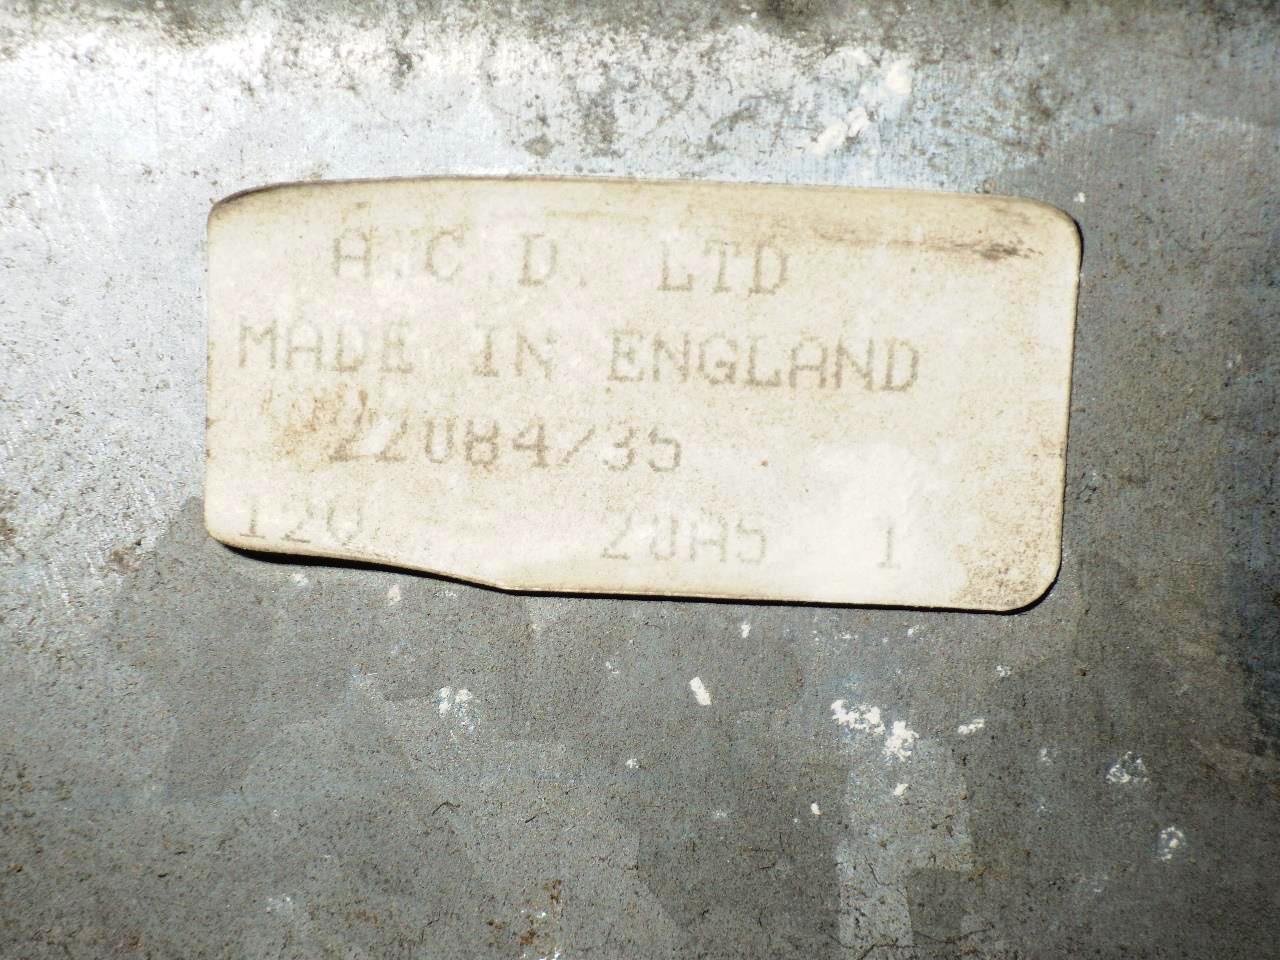 A.C.D. LTD
MADE IN ENGLAND
22084/35
120 20A5 1